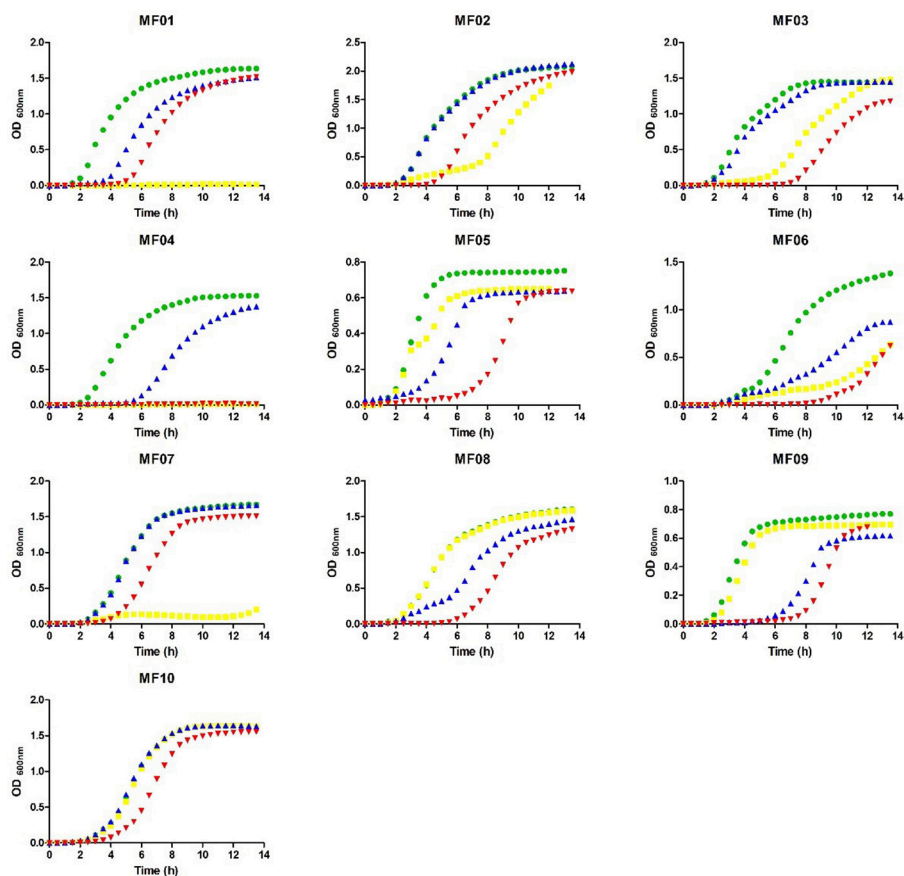 MF01 MF02 MF03
2.0 2.5 2.0
2.0
1.5 1.5
OD 600nm OD 600nm OD 600nm
1.5
1.0 1.0
1.0
0.5 0.5
0.5
0.0 0.0 0.0
0 2 4 6 8 10 12 14 0 2 4 6 8 10 12 14 0 2 4 6 8 10 12 14
Time (h) Time (h) Time (h)
MF04 MF05 MF06
2.0 0.8 1.5
1.5 0.6
1.0
OD 600nm OD 600nm OD 600nm
1.0 0.4
0.5
0.5 0.2
0.0 0.0 0.0
0 2 4 6 8 10 12 14 0 2 4 6 8 10 12 14 0 2 4 6 8 10 12 14
Time (h) Time (h) Time (h)
MF07 MF08 MF09
2.0 2.0 1.0
0.8
1.5 1.5
0.6
OD 600nm OD 600nm OD 600nm
1.0 1.0
0.4
0.5 0.5
0.2
0.0 0.0 0.0
0 2 4 6 8 10 12 14 0 2 4 6 8 10 12 14 0 2 4 6 8 10 12 14
Time (h) Time (h) Time (h)
MF10
2.0
1.5
OD 600nm
1.0
0.5
0.0
0 2 4 6 8 10 12 14
Time (h)